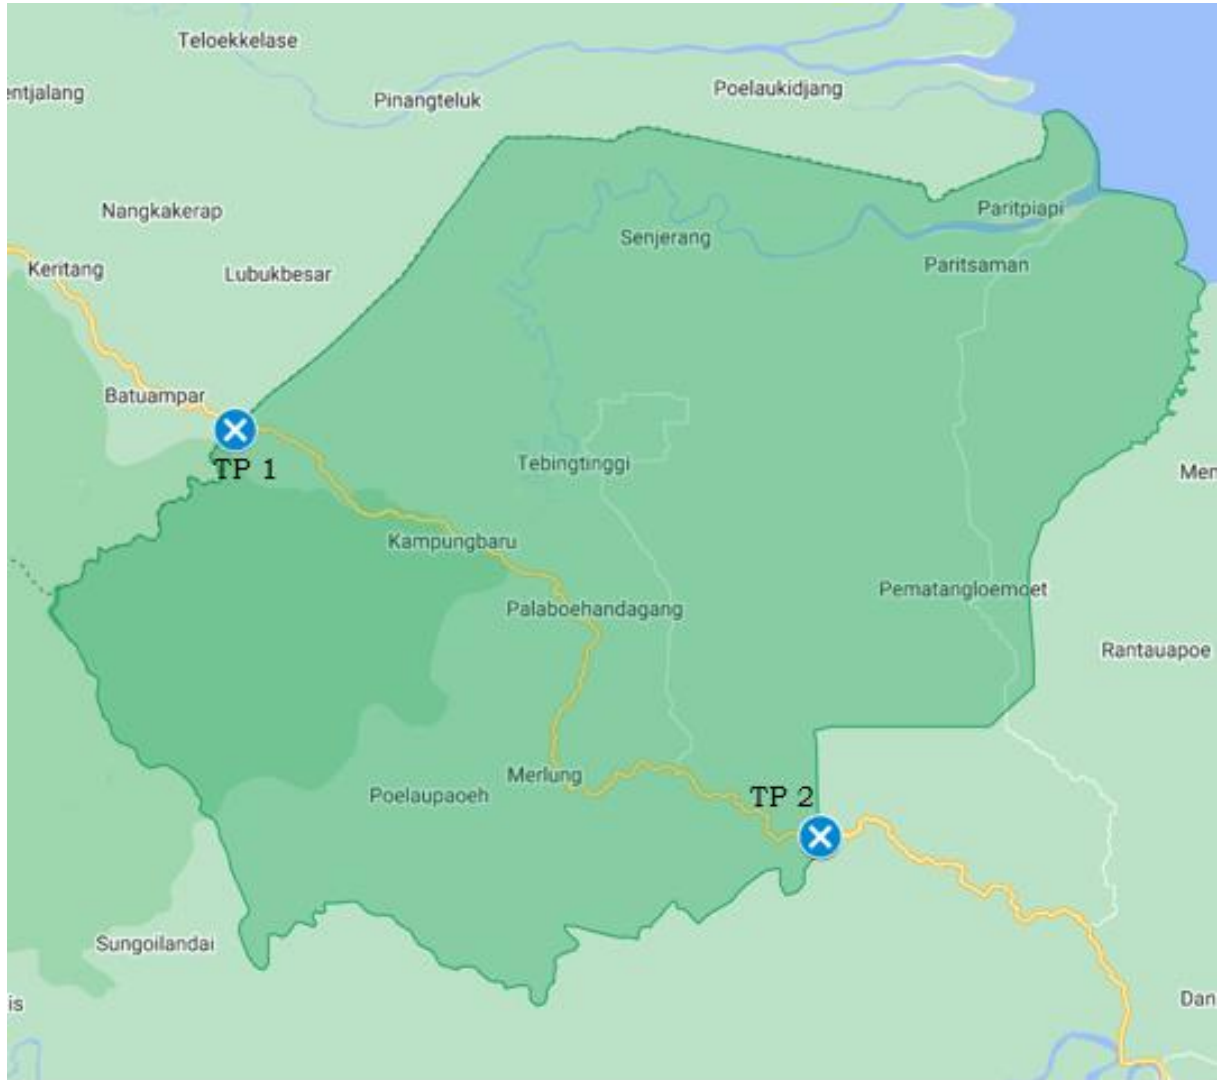 Teloekkelase
entjalang
Pinangteluk
Poelaukidjang
Nangkakerap
Paritpiapi
Senjerang
Keritang
Lubukbesar
Paritsaman
Batuampar
TP 1
Tebingtinggi
Men
Kampungbaru
Pematangloemoet
Palaboehandagang
Rantauapoe
Merlung
Poelaupaoeh
TP 2
Sungoilandai
is
Dan